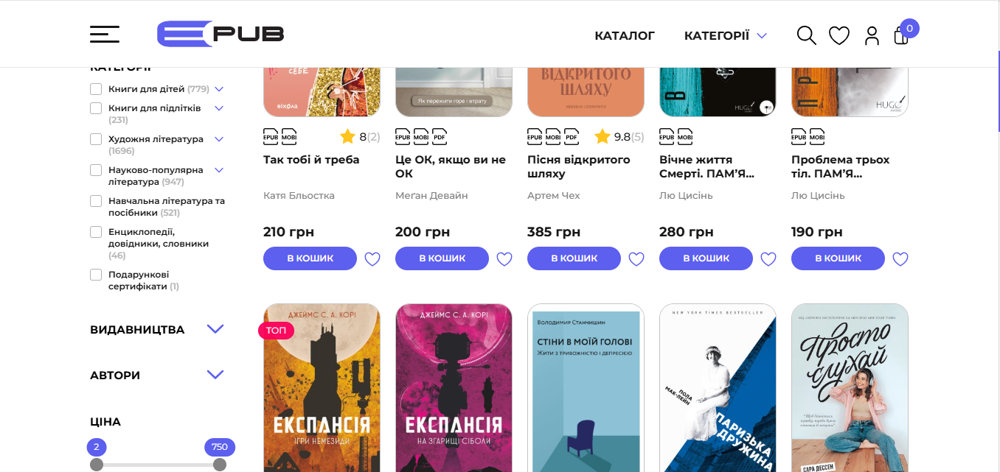 EPUB
КАТАЛОГ
КАТЕГОРІЇ
0
КАТЕГОРІЇ
Книги для дітей (779)
Книги для підлітків
(231)
Художня література
(1696)
Науково-популярна
література (947)
Навчальна література та
посібники (521)
Енциклопедії,
довідники, словники
(46)
Подарункові
сертифікати (1)
ВИДАВНИЦТВА
АВТОРИ
ЦІНА
2
750
СЕБЕ
віхола
EPUB MOBI
8(2)
Так тобі й треба
Катя Бльостка
210 грн
В КОШИК
Як пережити горе і втрату
EPUB MOBI PDF
Це ОК, якщо ви не
ОК
Меґан Девайн
200 грн
В КОШИК
ВІДКРИТОГО
ШЛЯХУ
EPUB MOBI PDF
9.8(5)
Пісня відкритого
шляху
Артем Чех
385 грн
В КОШИК
В
HUGO
AWARD
EPUB MOBI
Вічне життя
Смерті. ПАМ’Я...
Лю Цисінь
280 грн
В КОШИК
ПР
HUGO
AWARD
EPUB MOBI
Проблема трьох
тіл. ПАМ’Я...
Лю Цисінь
190 грн
В КОШИК
ТОП
ДЖЕЙМС С. А. КОРІ
ЕКСПАНСІЯ
ІГРИ НЕМЕЗИДИ
ДЖЕЙМС С. А. КОРІ
ЕКСПАНСІЯ
НА ЗГАРИЩІ СІБОЛИ
Володимир Станчишин
СТІНИ В МОЇЙ ГОЛОВІ
Жити з тривожністю і депресією
NEW YORK TIMES BESTSELLER
ПОЛА
МАК-ЛЕЙН
ПАРИЗЬКА
ДРУЖИНА
Просто
слухай
САРА ДЕССЕН